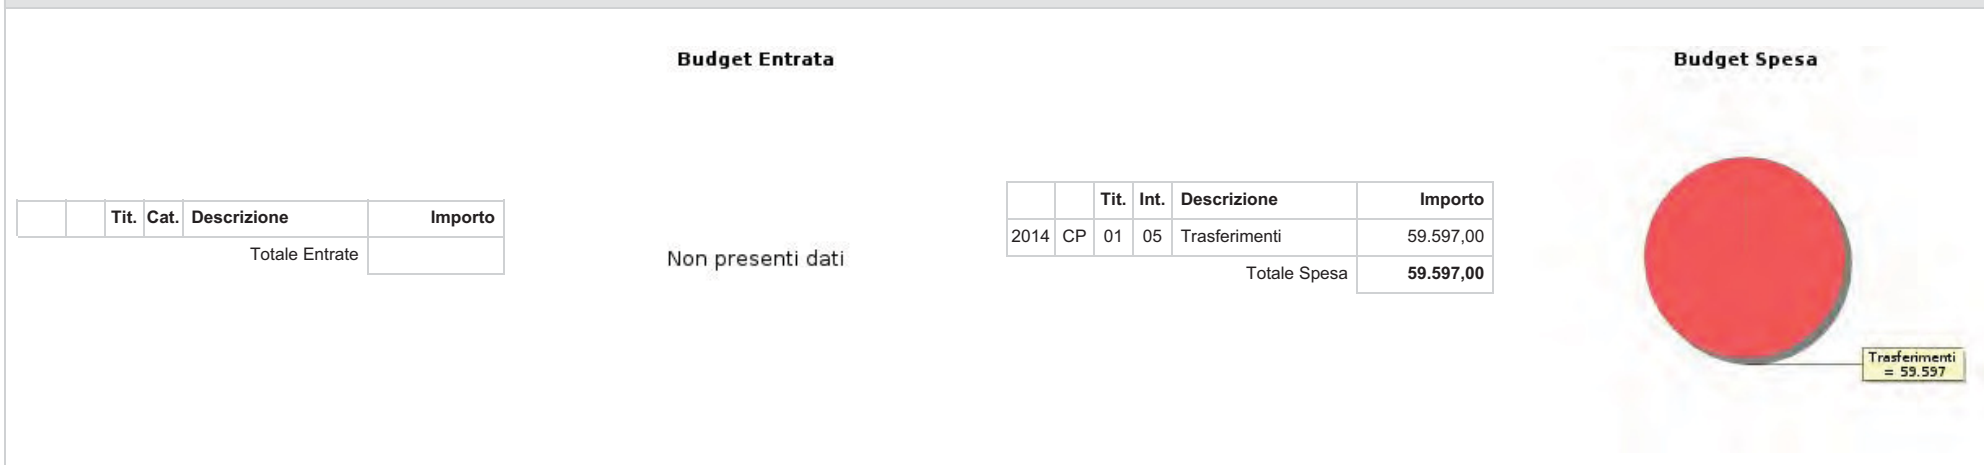 Budget Entrata
Tit. Cat. Descrizione Importo
Totale Entrate
Non presenti dati
Tit. Int. Descrizione Importo
2014 CP 01 05 Trasferimenti 59.597,00
Totale Spesa 59.597,00
Budget Spesa
Trasferimenti
= 59.597